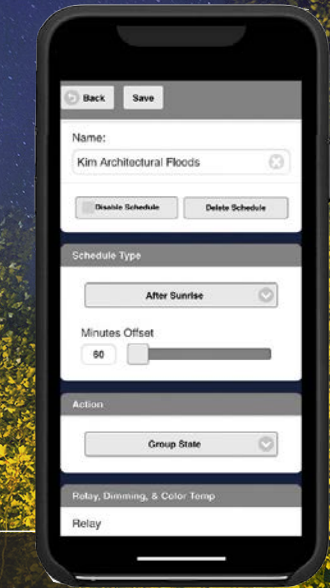 Back Save
Name:
Kim Architectural Floods
Disable Schedule Delete Schedule
Schedule Type
After Sunrise
Minutes Offset
60
Action
Group State
Relay, Dimming, & Color Temp
Relay